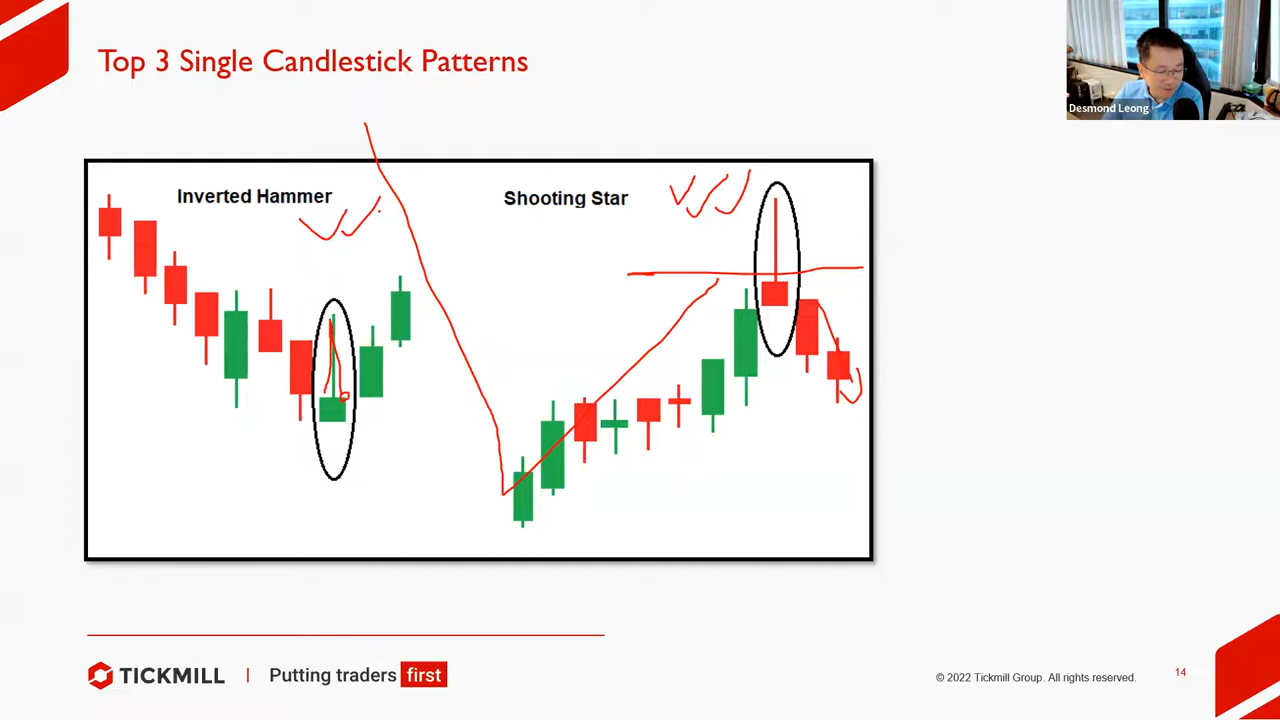 Top 3 Single Candlestick Patterns
Desmond Leong
Inverted Hammer
Shooting Star
TICKMILL | Putting traders first
© 2022 Tickmill Group. All rights reserved.
14